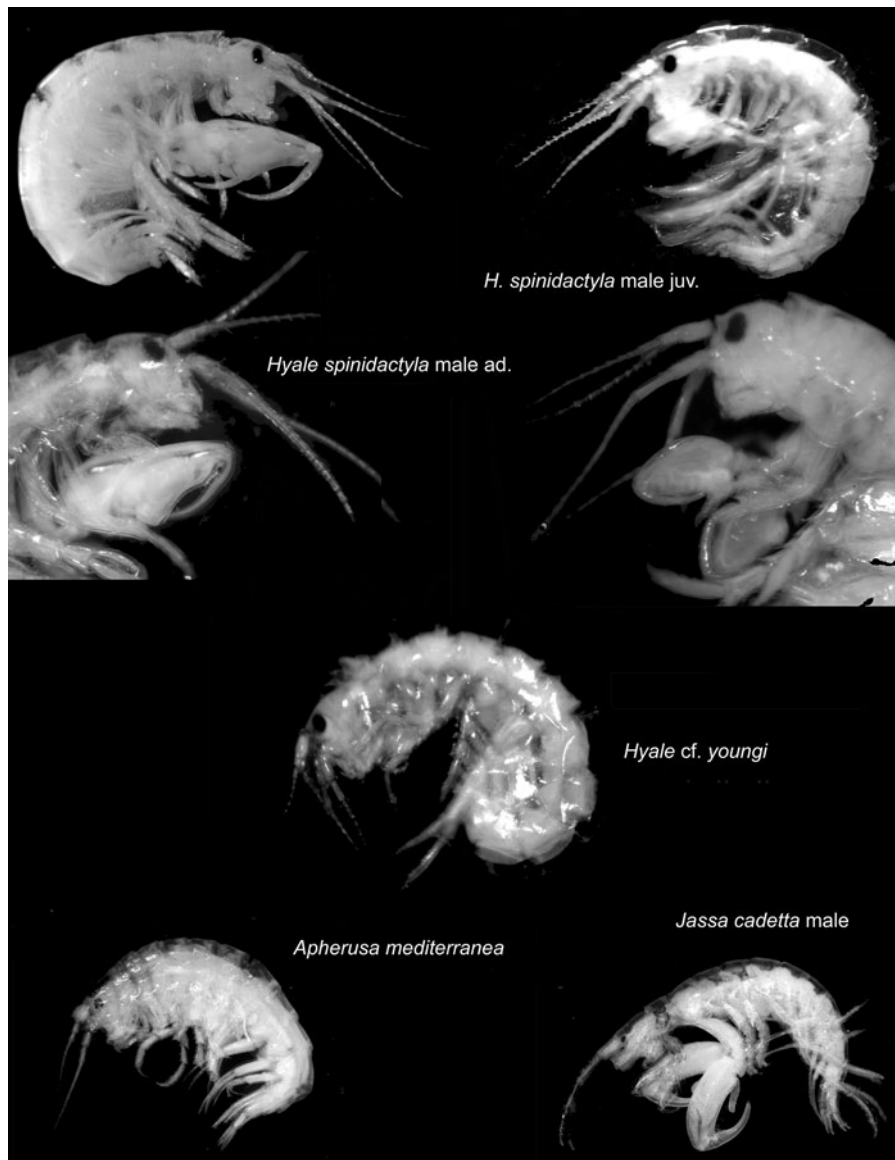 H. spinidactyla male juv.
Hyale spinidactyla male ad.
Hyale cf. youngi
Jassa cadetta male
Apherusa mediterranea